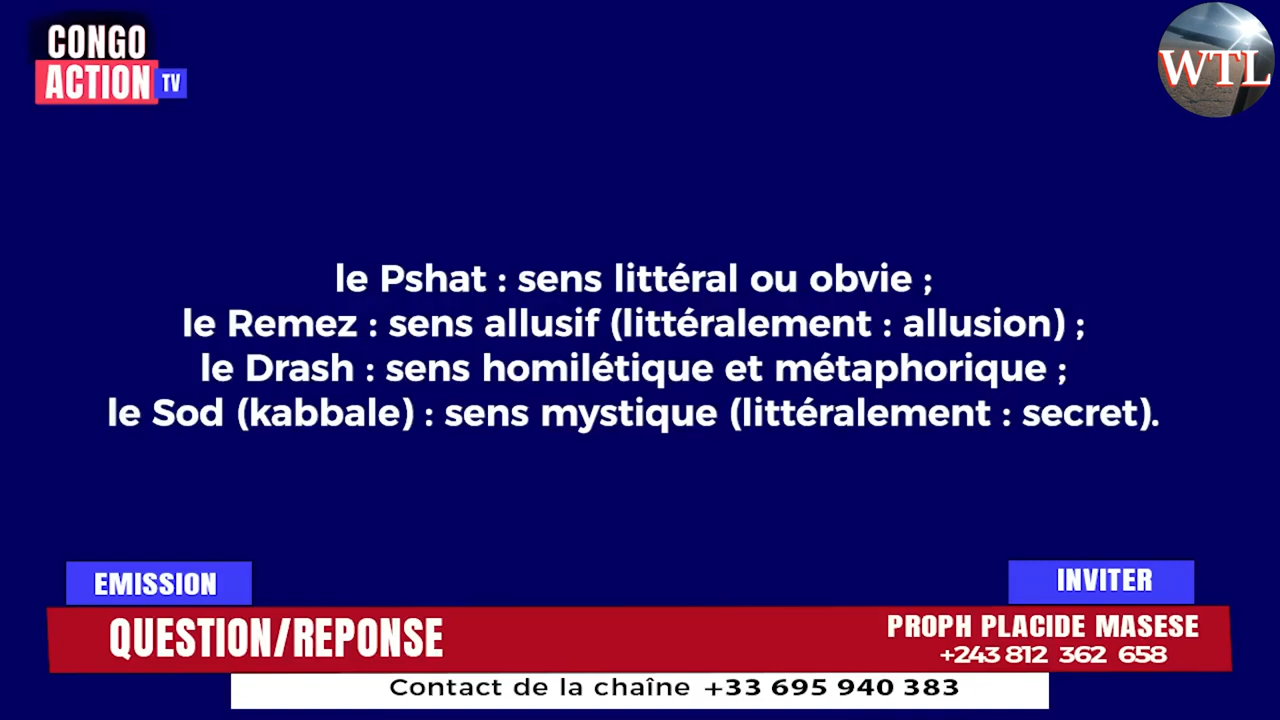 CONGO
ACTION TV
WTL
le Pshat : sens littéral ou obvie ;
le Remez : sens allusif (littéralement : allusion) ;
le Drash : sens homilétique et métaphorique ;
le Sod (kabbale) : sens mystique (littéralement : secret).
EMISSION
INVITER
QUESTION/REPONSE
PROPH PLACIDE MASESE
+243 812 362 658
Contact de la chaîne +33 695 940 383